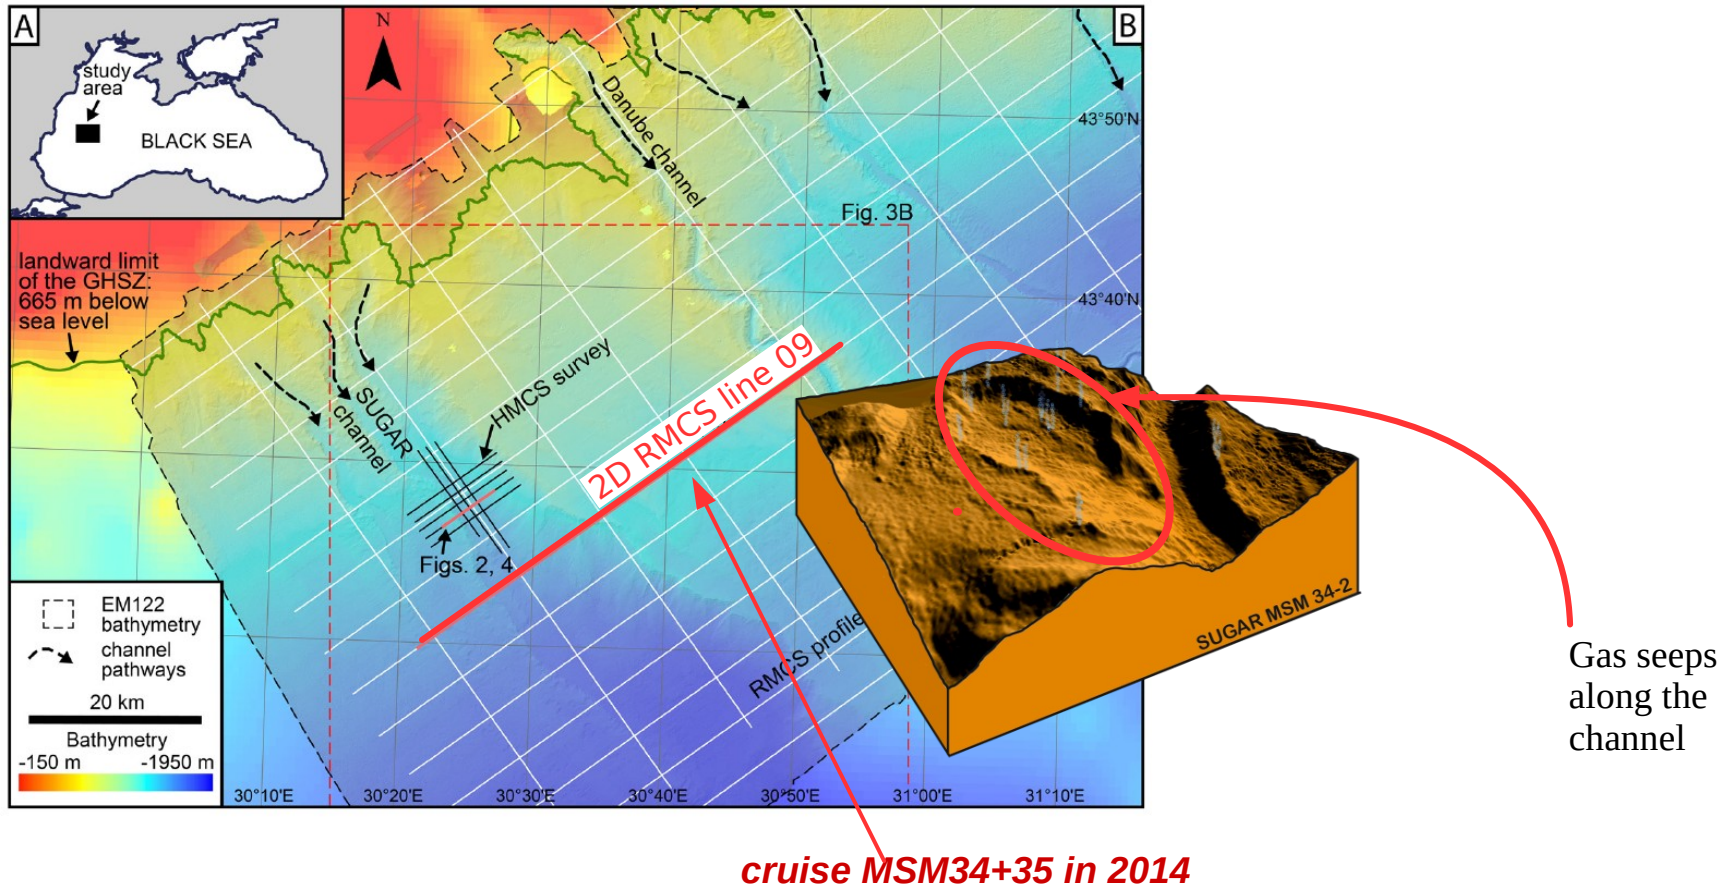 A
N
B
study
area
BLACK SEA
Danube channel
43°50'N
Fig. 3B
landward limit
of the GHSZ:
665 m below
sea level
43°40'N
SUGAR
channel
HMCS survey
2D RMCS line 09
Figs. 2, 4
RMCS profile
SUGAR MSM 34-2
Gas seeps
along the
channel
EM122
bathymetry
channel
pathways
20 km
Bathymetry
-150 m -1950 m
30°10'E 30°20'E 30°30'E 30°40'E 30°50'E 31°00'E 31°10'E
cruise MSM34+35 in 2014